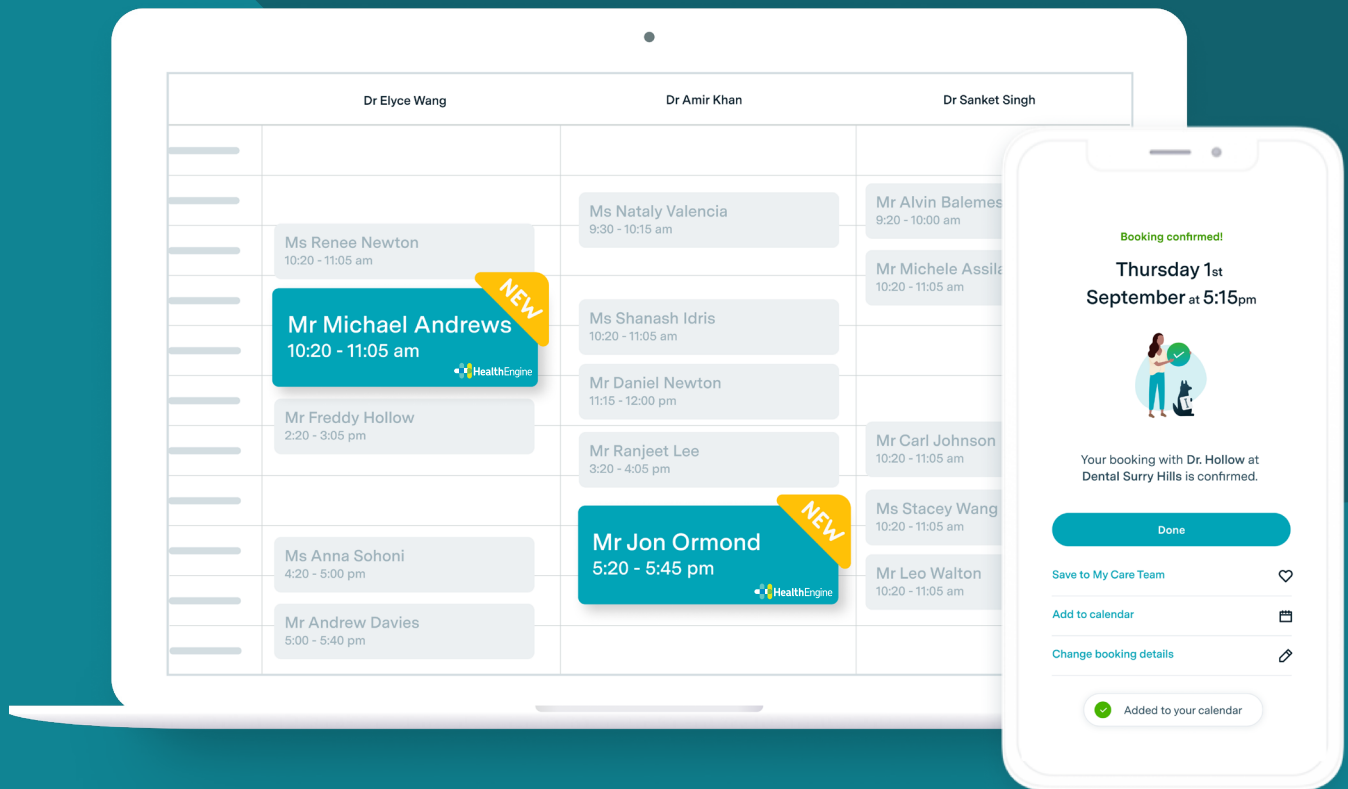 Dr Elyce Wang
Dr Amir Khan
Dr Sanket Singh
Ms Renee Newton
10:20 - 11:05 am
NEW
Mr Michael Andrews
10:20 - 11:05 am
HealthEngine
Mr Freddy Hollow
2:20 - 3:05 pm
Ms Anna Sohoni
4:20 - 5:00 pm
Mr Andrew Davies
5:00 - 5:40 pm
Ms Nataly Valencia
9:30 - 10:15 am
Ms Shanash Idris
10:20 - 11:05 am
Mr Daniel Newton
11:15 - 12:00 pm
Mr Ranjeet Lee
3:20 - 4:05 pm
NEW
Mr Jon Ormond
5:20 - 5:45 pm
HealthEngine
Mr Alvin Balemes
9:20 - 10:00 am
Mr Michele Assila
10:20 - 11:05 am
Mr Carl Johnson
10:20 - 11:05 am
Ms Stacey Wang
10:20 - 11:05 am
Mr Leo Walton
10:20 - 11:05 am
Booking confirmed!
Thursday 1st
September at 5:15pm
Your booking with Dr. Hollow at
Dental Surry Hills is confirmed.
Done
Save to My Care Team
Add to calendar
Change booking details
Added to your calendar